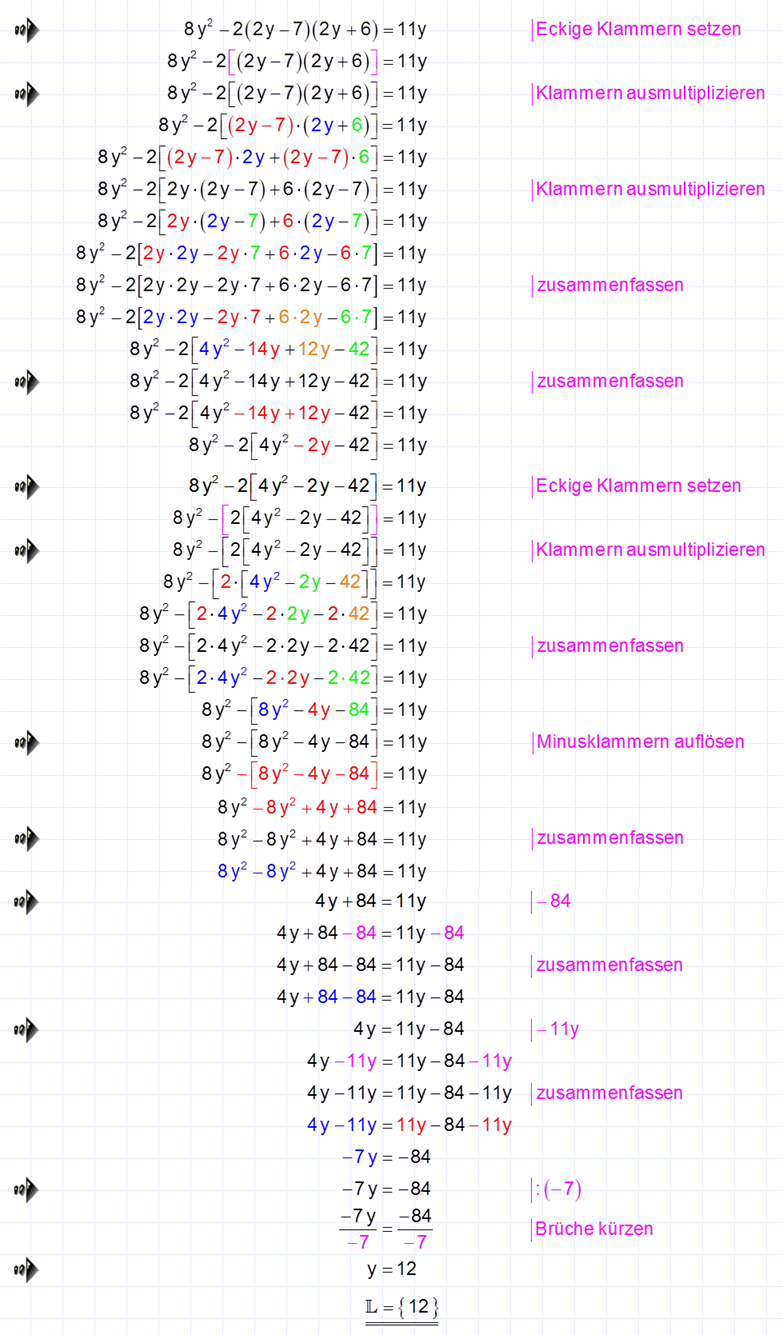 8y² − 2(2y − 7)(2y + 6) = 11y |Eckige Klammern setzen
8y² − 2[(2y − 7)(2y + 6)] = 11y
8y² − 2[(2y − 7)(2y + 6)] = 11y |Klammern ausmultiplizieren
8y² − 2[(2y − 7)·(2y + 6)] = 11y
8y² − 2[(2y − 7)·2y + (2y − 7)·6] = 11y
8y² − 2[2y·(2y − 7) + 6·(2y − 7)] = 11y |Klammern ausmultiplizieren
8y² − 2[2y·(2y − 7) + 6·(2y − 7)] = 11y
8y² − 2[2y·2y − 2y·7 + 6·2y − 6·7] = 11y
8y² − 2[2y·2y − 2y·7 + 6·2y − 6·7] = 11y |zusammenfassen
8y² − 2[2y·2y − 2y·7 + 6·2y − 6·7] = 11y
8y² − 2[4y² − 14y + 12y − 42] = 11y
8y² − 2[4y² − 14y + 12y − 42] = 11y |zusammenfassen
8y² − 2[4y² − 14y + 12y − 42] = 11y
8y² − 2[4y² − 2y − 42] = 11y
8y² − 2[4y² − 2y − 42] = 11y |Eckige Klammern setzen
8y² − [2[4y² − 2y − 42]] = 11y
8y² − [2[4y² − 2y − 42]] = 11y |Klammern ausmultiplizieren
8y² − [2·[4y² − 2y − 42]] = 11y
8y² − [2·4y² − 2·2y − 2·42] = 11y
8y² − [2·4y² − 2·2y − 2·42] = 11y |zusammenfassen
8y² − [2·4y² − 2·2y − 2·42] = 11y
8y² − [8y² − 4y − 84] = 11y
8y² − [8y² − 4y − 84] = 11y |Minusklammern auflösen
8y² − [8y² − 4y − 84] = 11y
8y² − 8y² + 4y + 84 = 11y
8y² − 8y² + 4y + 84 = 11y |zusammenfassen
8y² − 8y² + 4y + 84 = 11y
4y + 84 = 11y |− 84
4y + 84 − 84 = 11y − 84
4y + 84 − 84 = 11y − 84 |zusammenfassen
4y + 84 − 84 = 11y − 84
4y = 11y − 84 |− 11y
4y − 11y = 11y − 84 − 11y
4y − 11y = 11y − 84 − 11y |zusammenfassen
4y − 11y = 11y − 84 − 11y
−7y = −84
−7y = −84 |:(−7)
−7y/−7 = −84/−7 |Brüche kürzen
y = 12
𝕃 = {12}